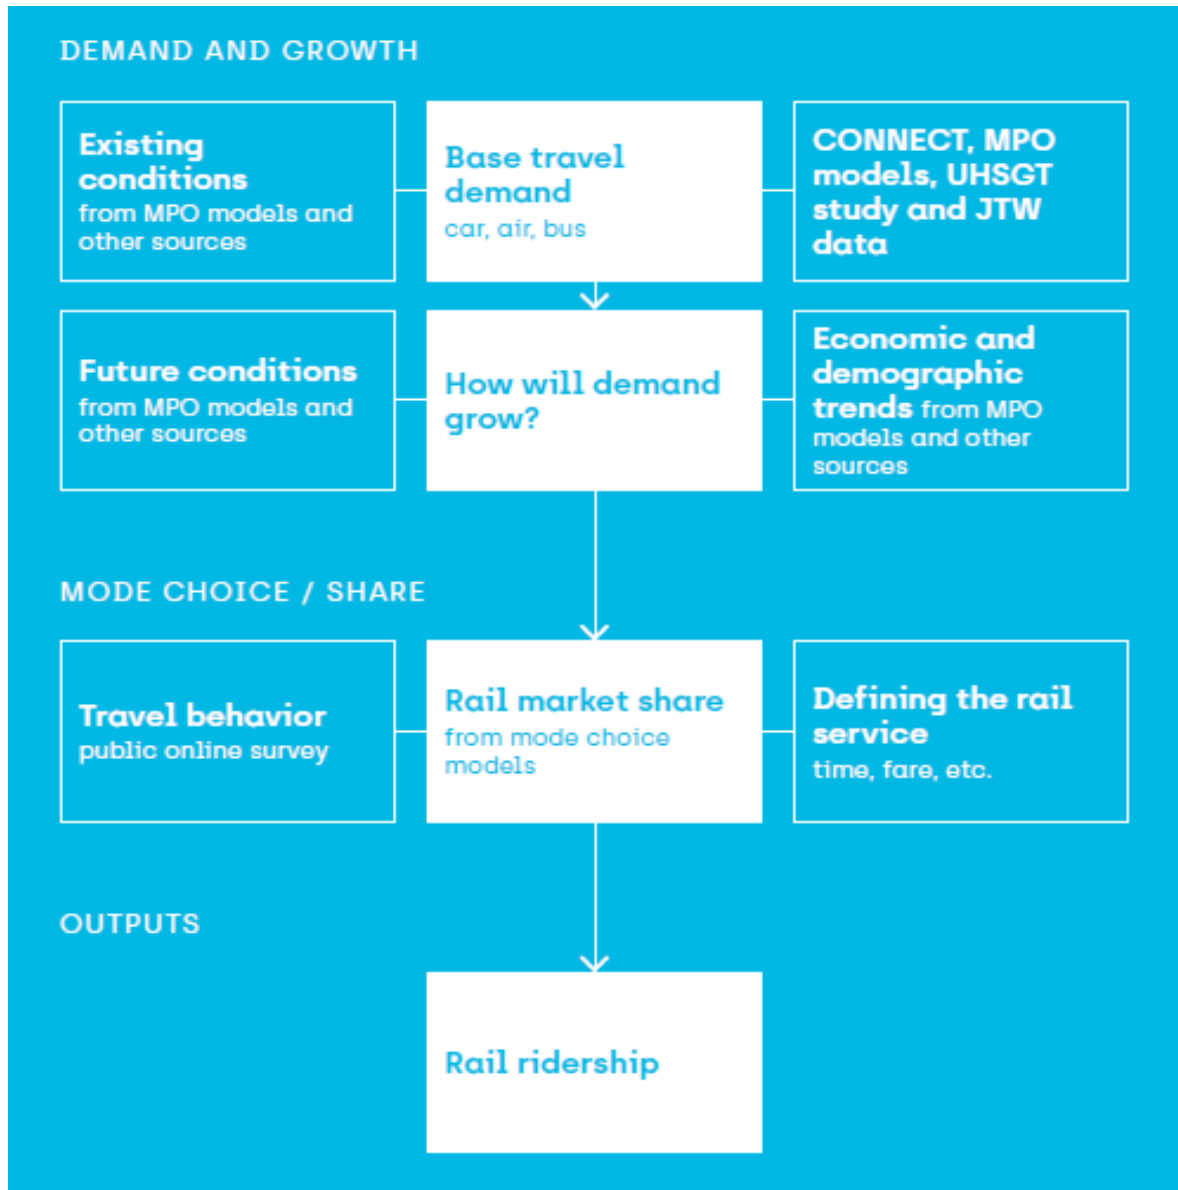 DEMAND AND GROWTH
Existing
conditions
from MPO models and
other sources
Base travel
demand
car, air, bus
CONNECT, MPO
models, UHSGT
study and JTW
data
Future conditions
from MPO models and
other sources
How will demand
grow?
Economic and
demographic
trends from MPO
models and other
sources
MODE CHOICE / SHARE
Travel behavior
public online survey
Rail market share
from mode choice
models
Defining the rail
service
time, fare, etc.
OUTPUTS
Rail ridership